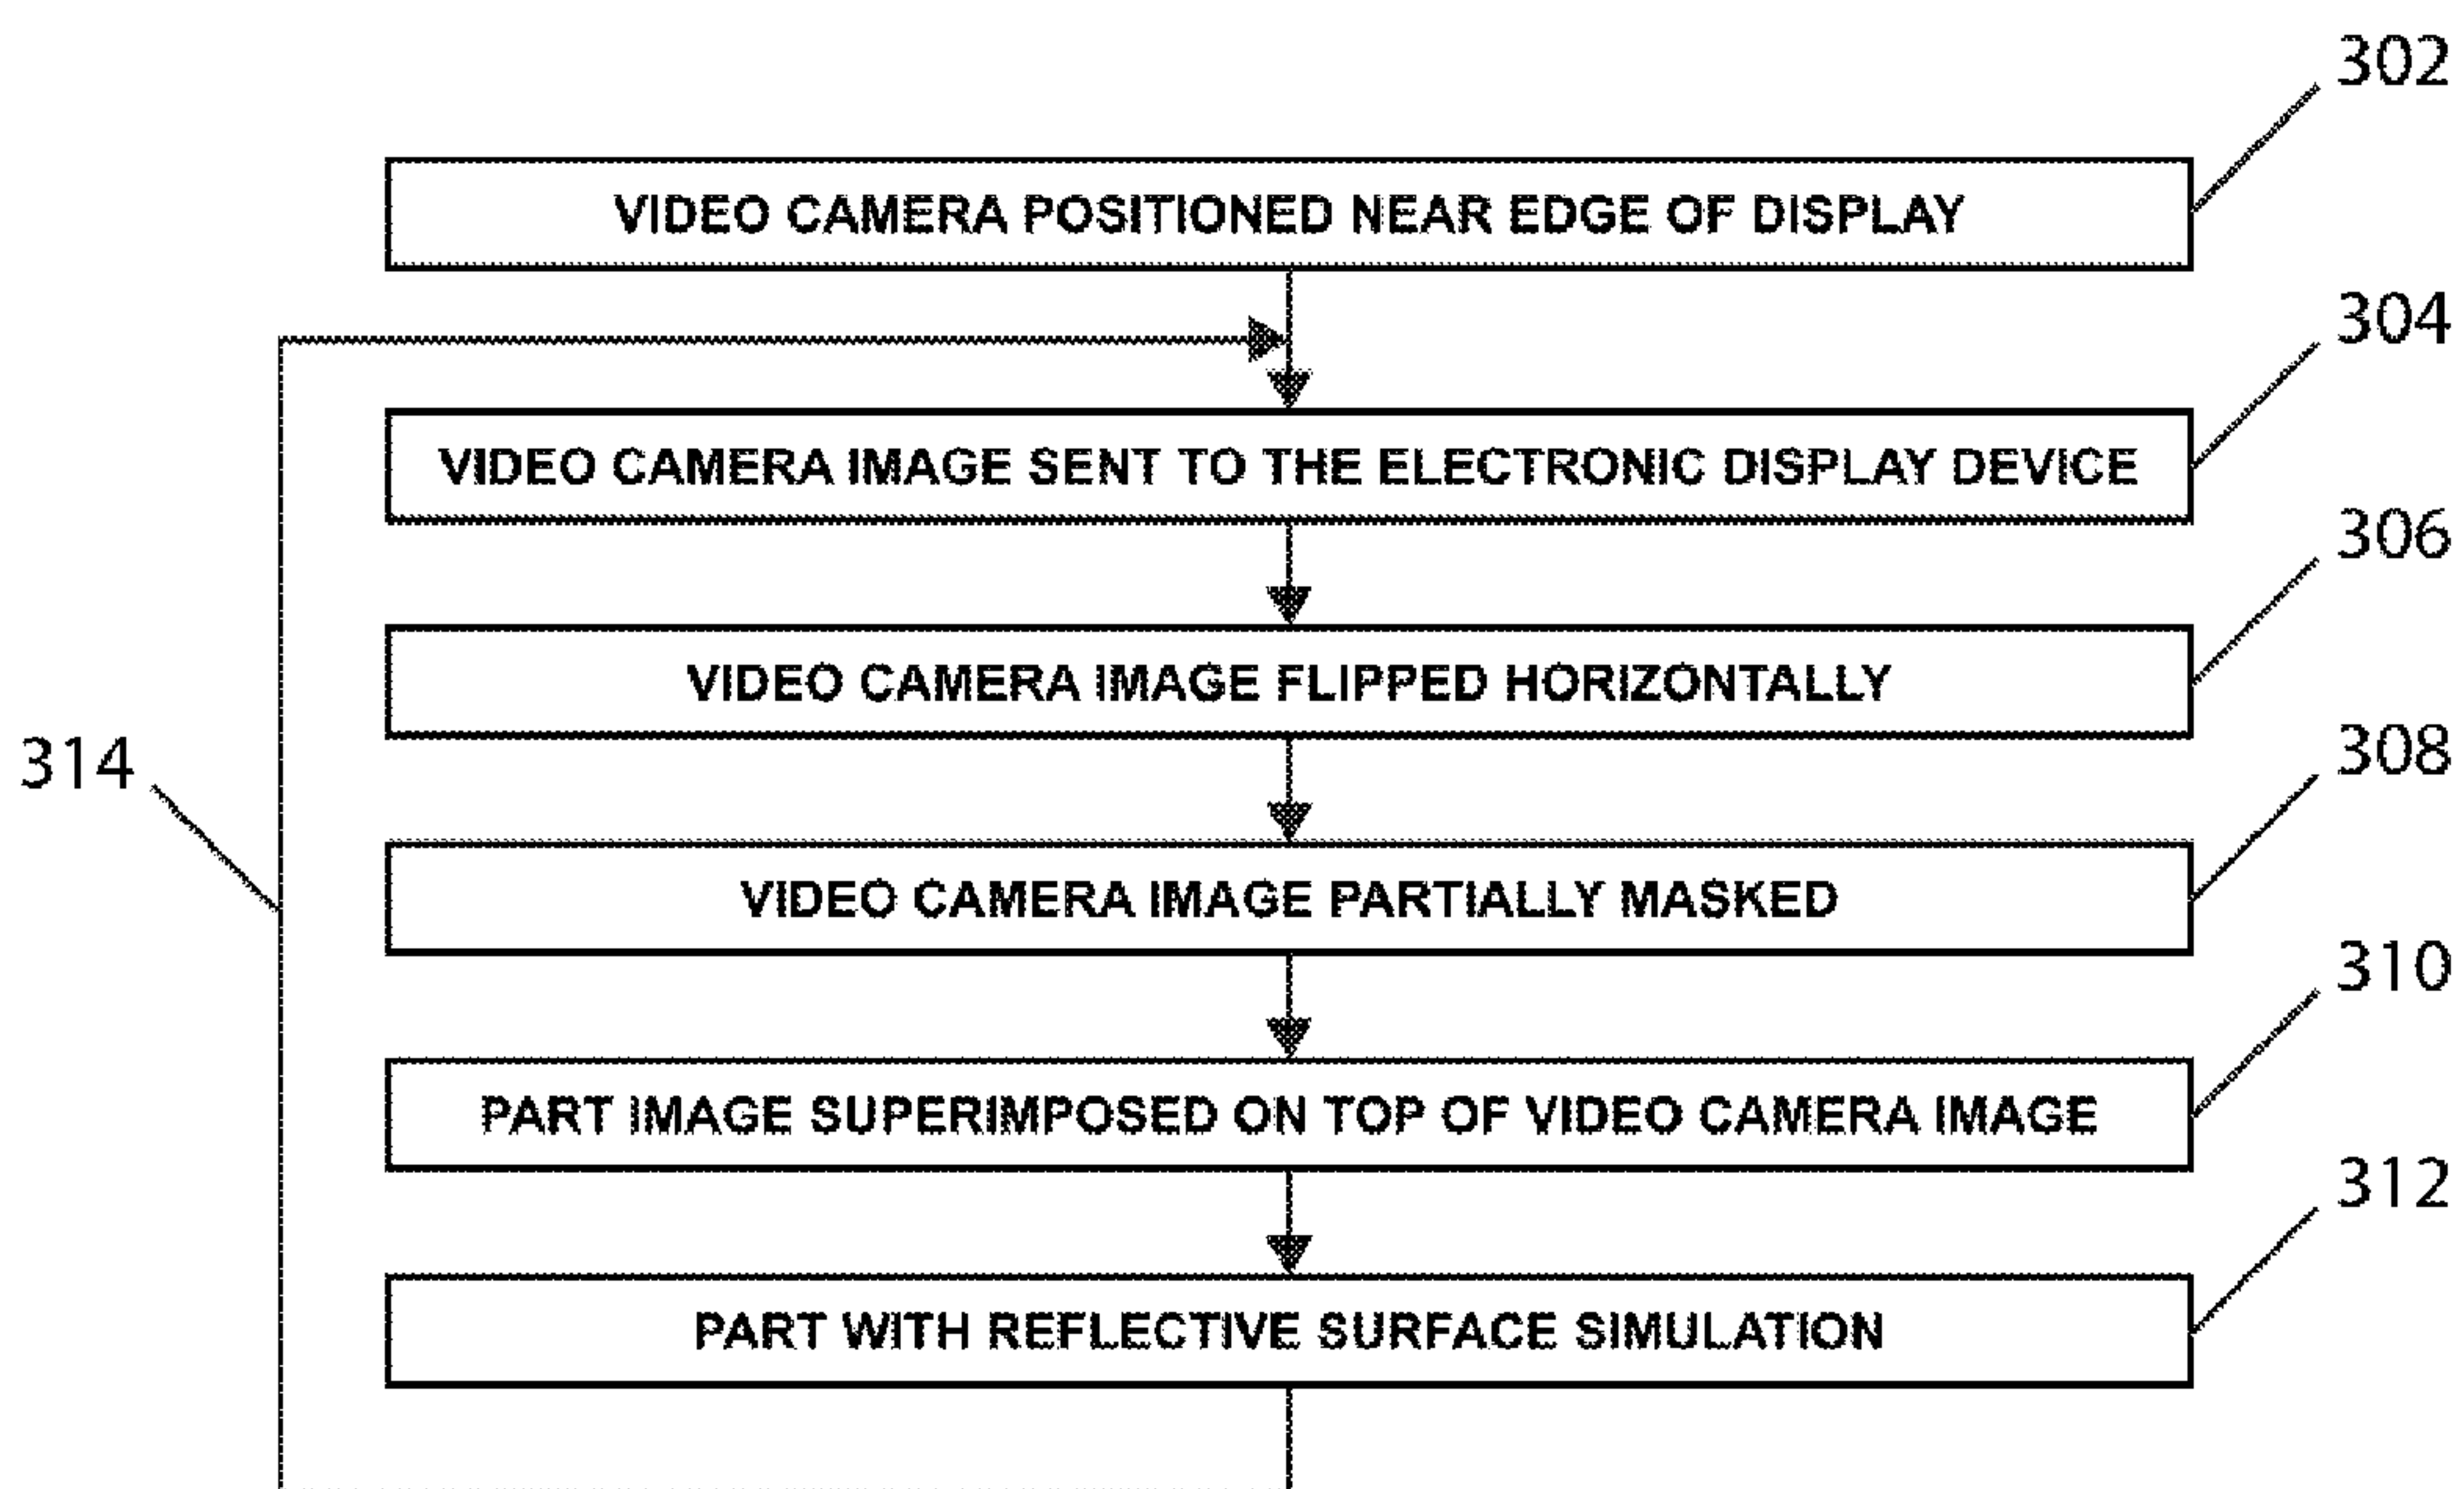 302
VIDEO CAMERA POSITIONED NEAR EDGE OF DISPLAY
304
VIDEO CAMERA IMAGE SENT TO THE ELECTRONIC DISPLAY DEVICE
306
VIDEO CAMERA IMAGE FLIPPED HORIZONTALLY
314
308
VIDEO CAMERA IMAGE PARTIALLY MASKED
310
PART IMAGE SUPERIMPOSED ON TOP OF VIDEO CAMERA IMAGE
312
PART WITH REFLECTIVE SURFACE SIMULATION